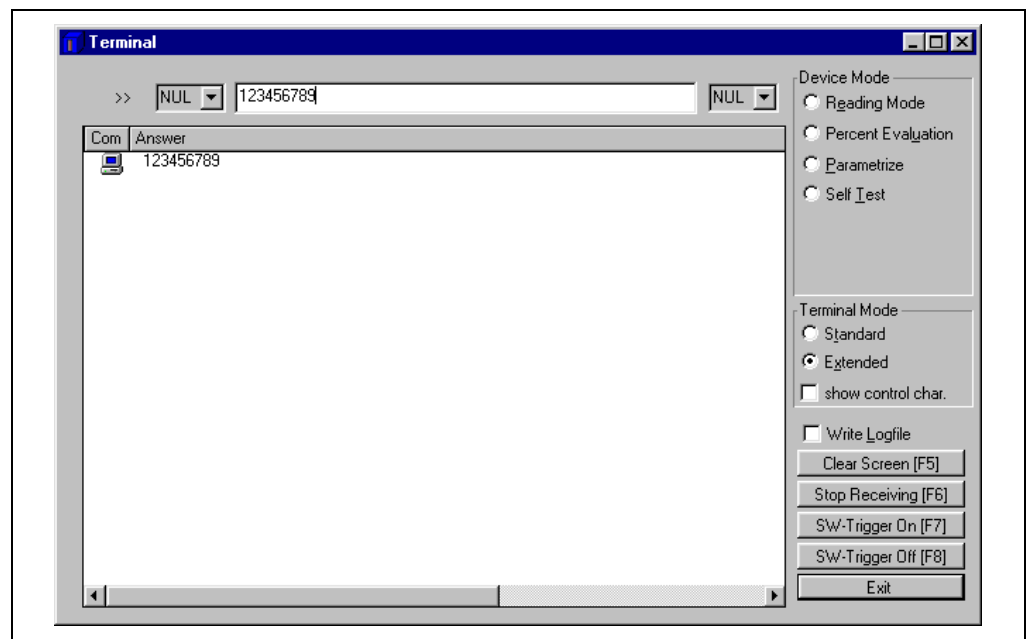 Terminal
>> NUL 123456789 NUL
Com Answer
123456789
Device Mode
Reading Mode
Percent Evaluation
Parametrize
Self Test
Terminal Mode
Standard
Extended
show control char.
Write Logfile
Clear Screen [F5]
Stop Receiving [F6]
SW-Trigger On [F7]
SW-Trigger Off [F8]
Exit